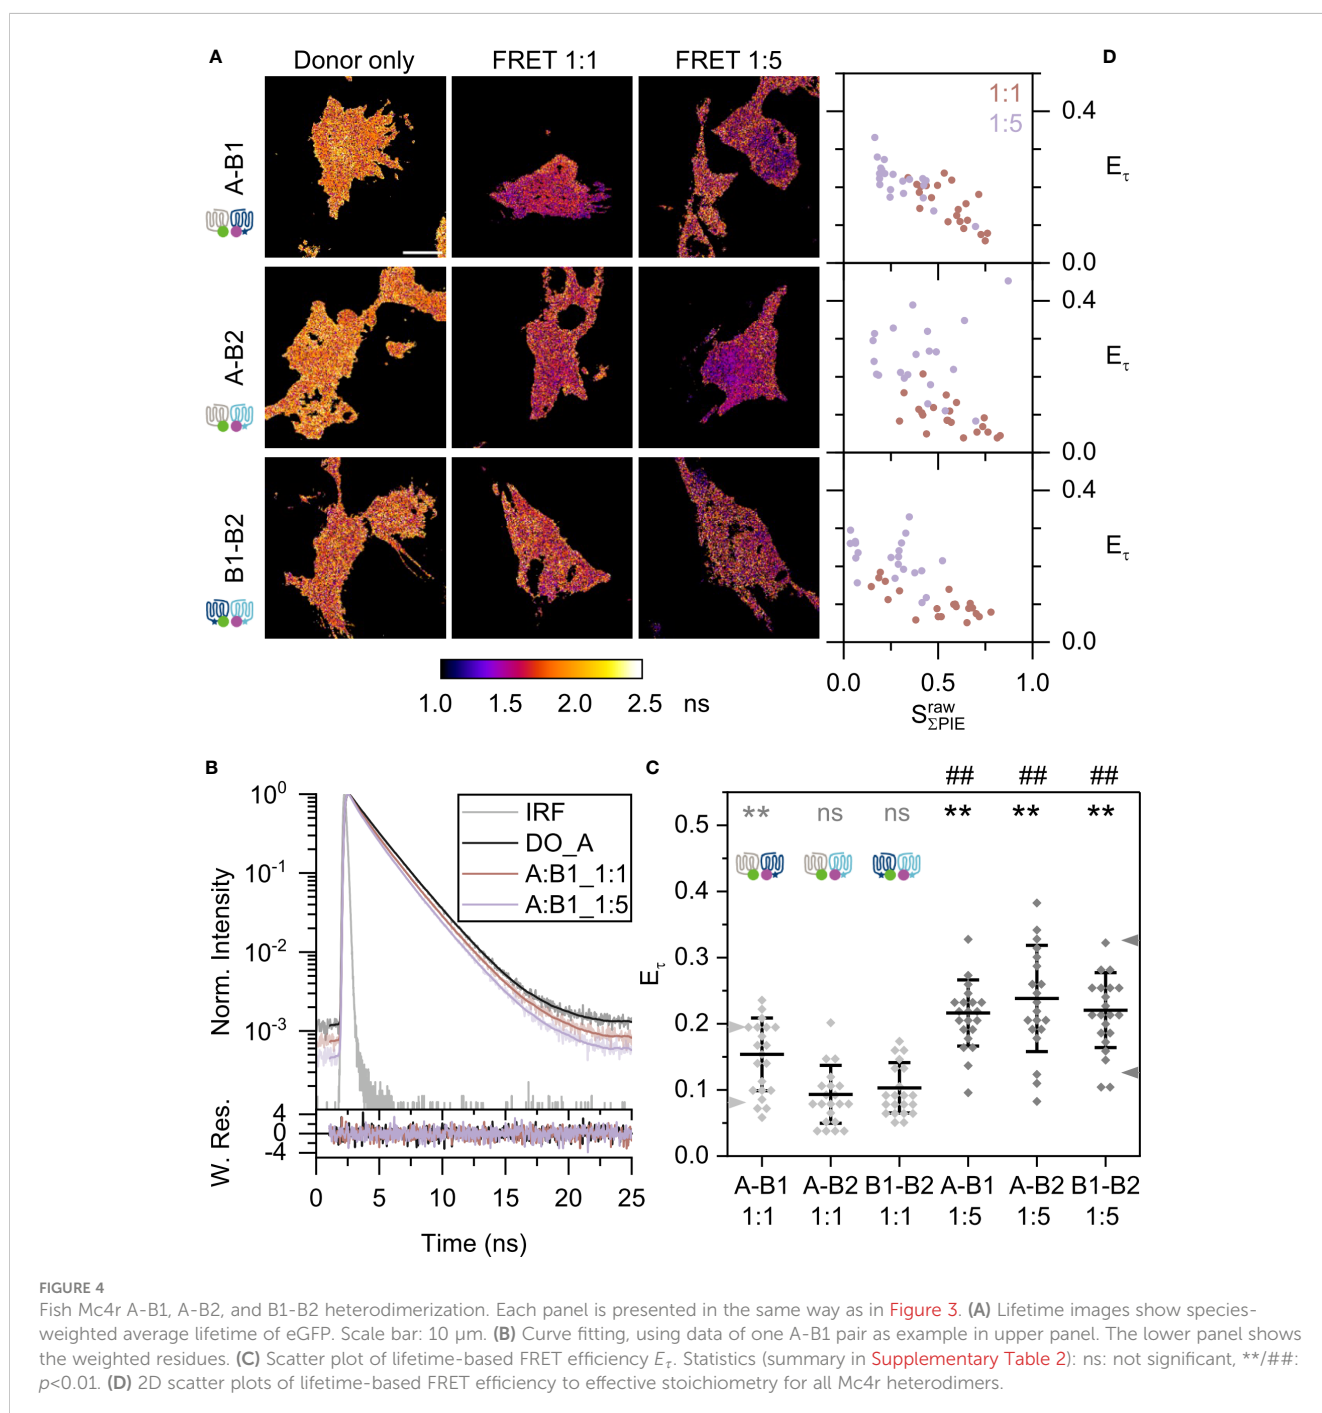 A
Donor only
FRET 1:1
FRET 1:5
D
A-B1
A-B2
B1-B2
1:1
1:5
0.4
Eτ
0.0
0.4
Eτ
0.0
0.4
Eτ
0.0
0.0 0.5 1.0
S raw ΣPIE
1.0 1.5 2.0 2.5 ns
B
Norm. Intensity
10⁰
10⁻¹
10⁻²
10⁻³
IRF
DO_A
A:B1_1:1
A:B1_1:5
W. Res.
4
0
-4
0 5 10 15 20 25
Time (ns)
C
## ## ##
** ns ns ** ** **
Eτ
0.5
0.4
0.3
0.2
0.1
0.0
A-B1 A-B2 B1-B2 A-B1 A-B2 B1-B2
1:1 1:1 1:1 1:5 1:5 1:5
FIGURE 4
Fish Mc4r A-B1, A-B2, and B1-B2 heterodimerization. Each panel is presented in the same way as in Figure 3. (A) Lifetime images show species-
weighted average lifetime of eGFP. Scale bar: 10 µm. (B) Curve fitting, using data of one A-B1 pair as example in upper panel. The lower panel shows
the weighted residues. (C) Scatter plot of lifetime-based FRET efficiency Eτ. Statistics (summary in Supplementary Table 2): ns: not significant, **/##:
p<0.01. (D) 2D scatter plots of lifetime-based FRET efficiency to effective stoichiometry for all Mc4r heterodimers.